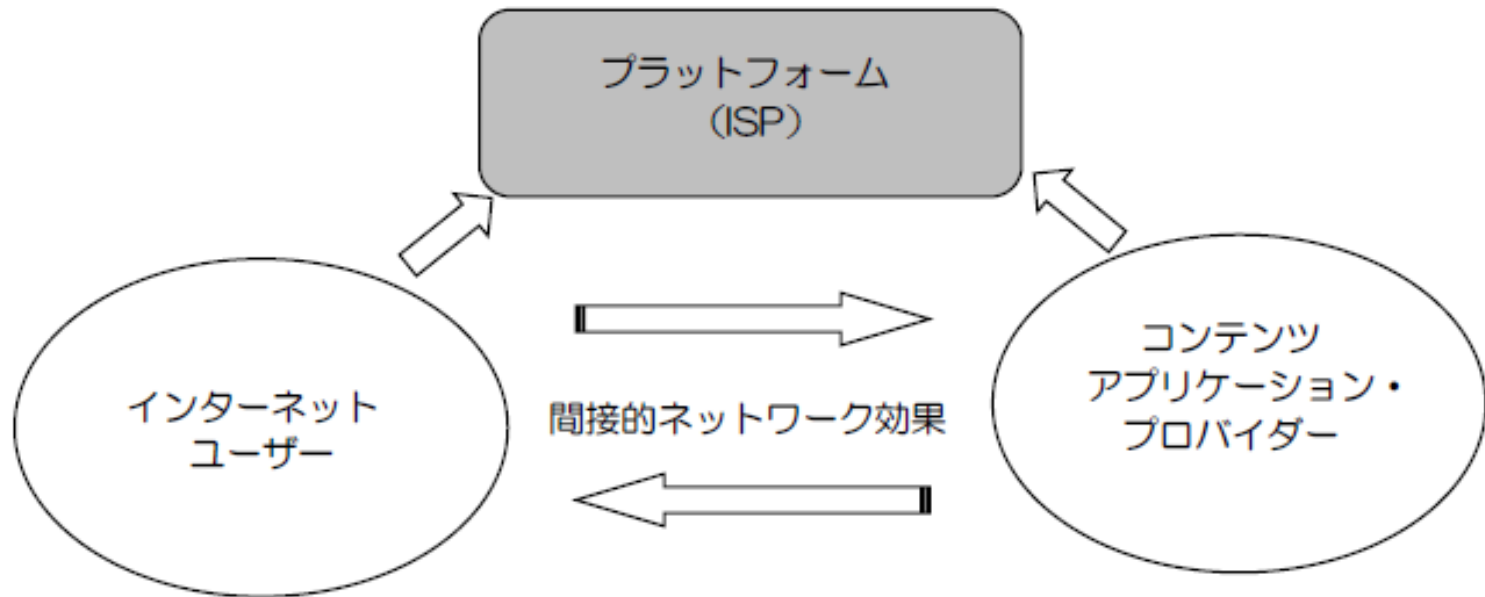 プラットフォーム
（ISP）
インターネット
ユーザー
間接的ネットワーク効果
コンテンツ
アプリケーション・
プロバイダー